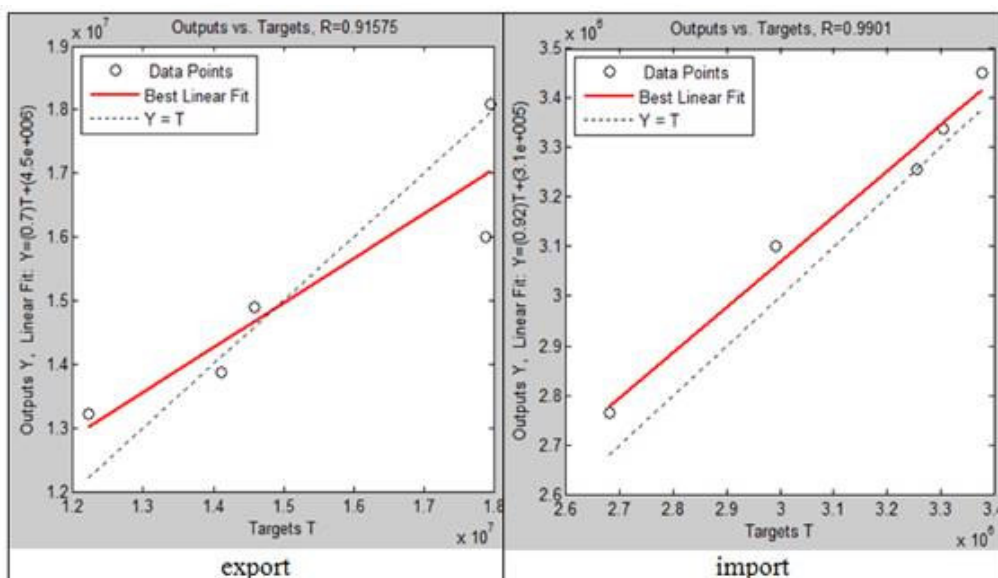 Outputs vs. Targets, R=0.91575
x 10^7
1.9
1.8
1.7
1.6
1.5
1.4
1.3
1.2
Outputs Y, Linear Fit: Y=(0.7)T+(4.5e+006)
Data Points
Best Linear Fit
Y = T
1.2 1.3 1.4 1.5 1.6 1.7 1.8
Targets T
x 10^7
export
Outputs vs. Targets, R=0.9901
3.5
3.4
3.3
3.2
3.1
3
2.9
2.8
2.7
2.6
Outputs Y, Linear Fit: Y=(0.92)T+(3.1e+005)
Data Points
Best Linear Fit
Y = T
2.6 2.7 2.8 2.9 3 3.1 3.2 3.3 3.4
Targets T
import